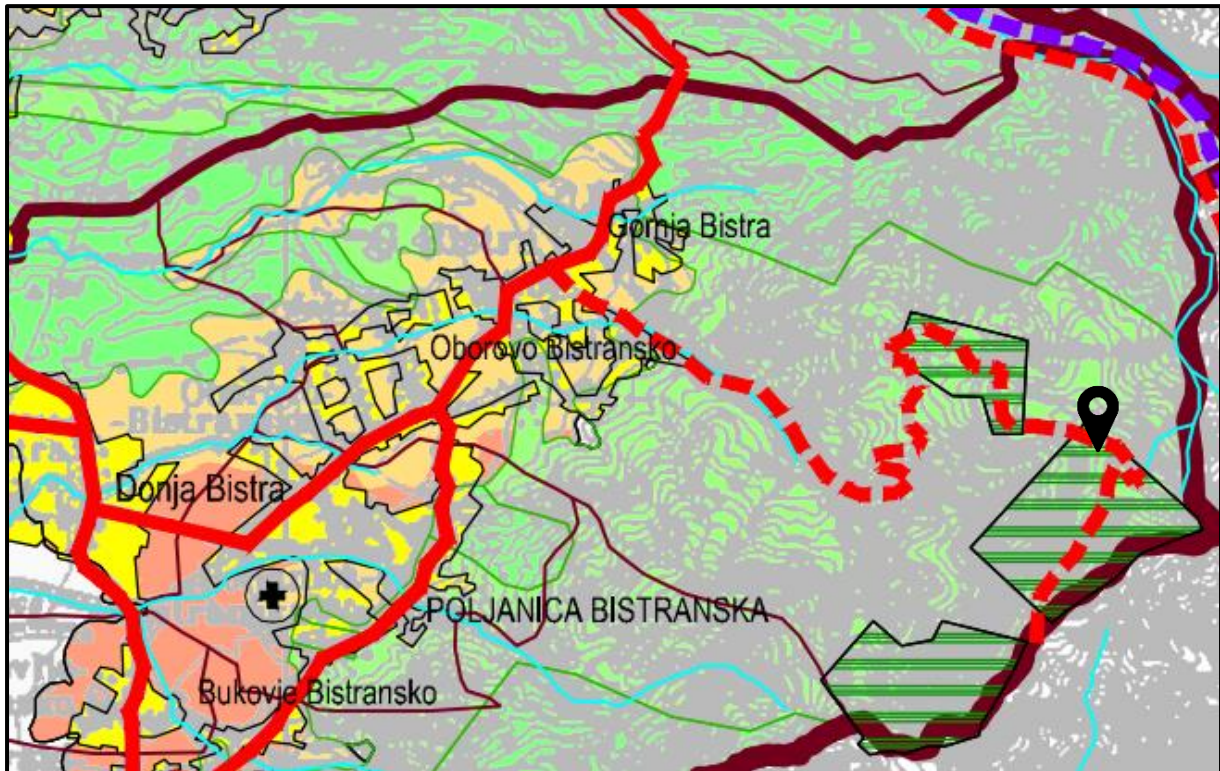 Gornja Bistra
Oborovo Bistransko
Donja Bistra
POLJANICA BISTRANSKA
Bukovje Bistransko